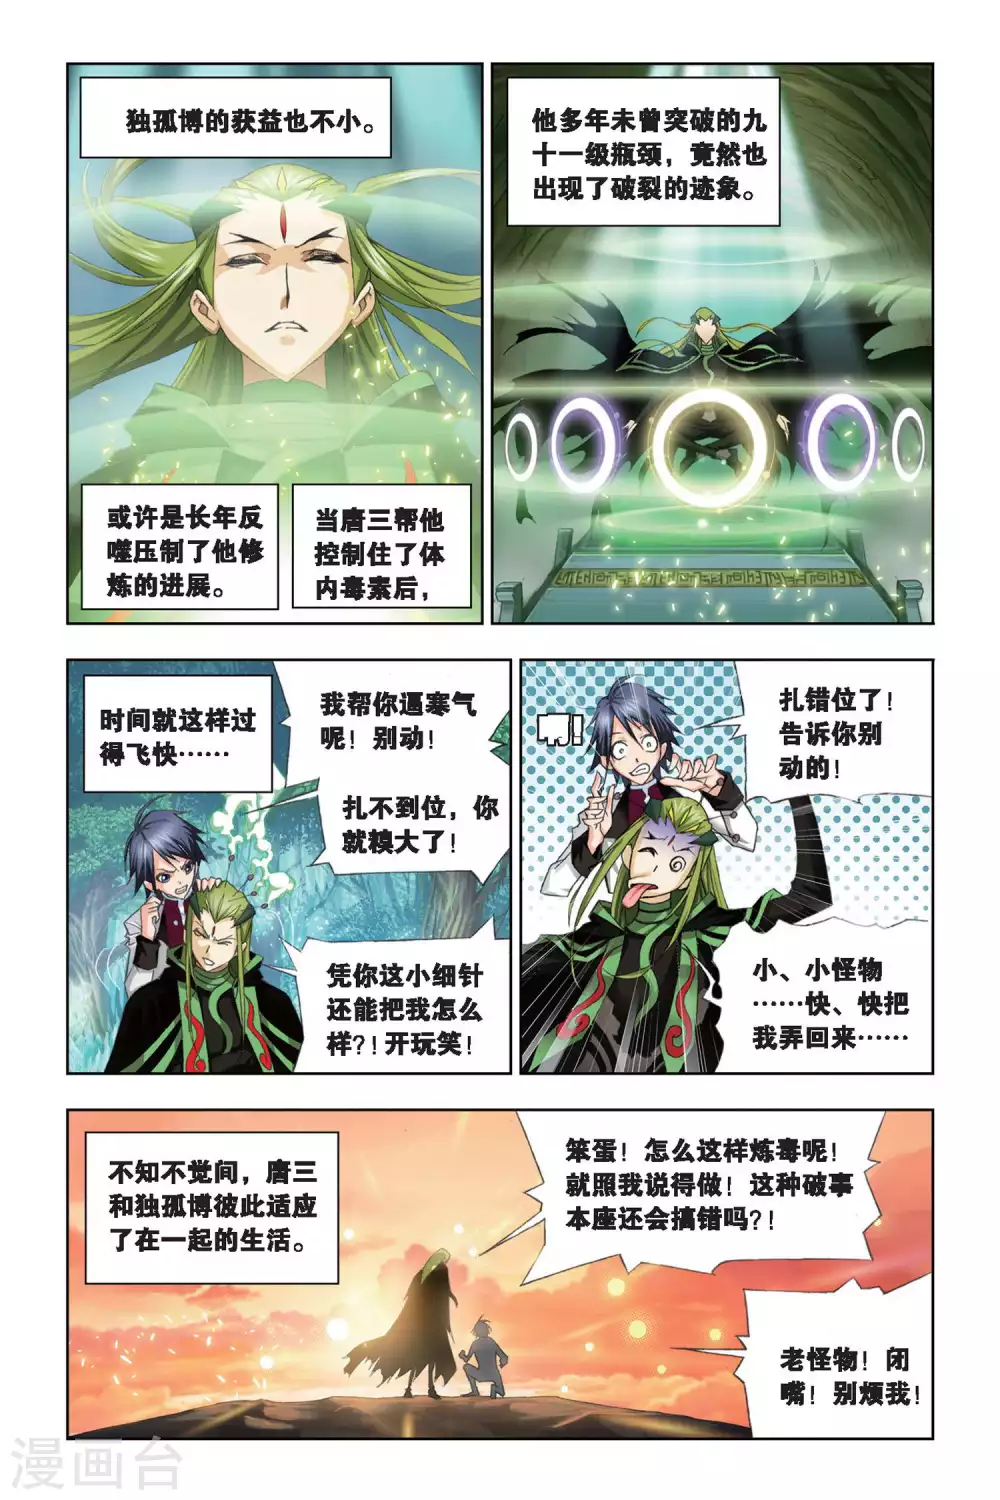 独孤博的获益也不小。
或许是长年反
噬压制了他修
炼的进展。
当唐三帮他
控制住了体
内毒素后，
他多年未曾突破的九
十一级瓶颈，竟然也
出现了破裂的迹象。
时间就这样过
得飞快……
我帮你逼寒气
呢！别动！
扎不到位，你
就糗大了！
凭你这小细针
还能把我怎么
样？！开玩笑！
扎错位了！
告诉你别
动的！
小、小怪物
……快、快把
我弄回来……
不知不觉间，唐三
和独孤博彼此适应
了在一起的生活。
笨蛋！怎么这样炼毒呢！
就照我说得做！这种破事
本座还会搞错吗？！
老怪物！闭
嘴！别烦我！
漫画台